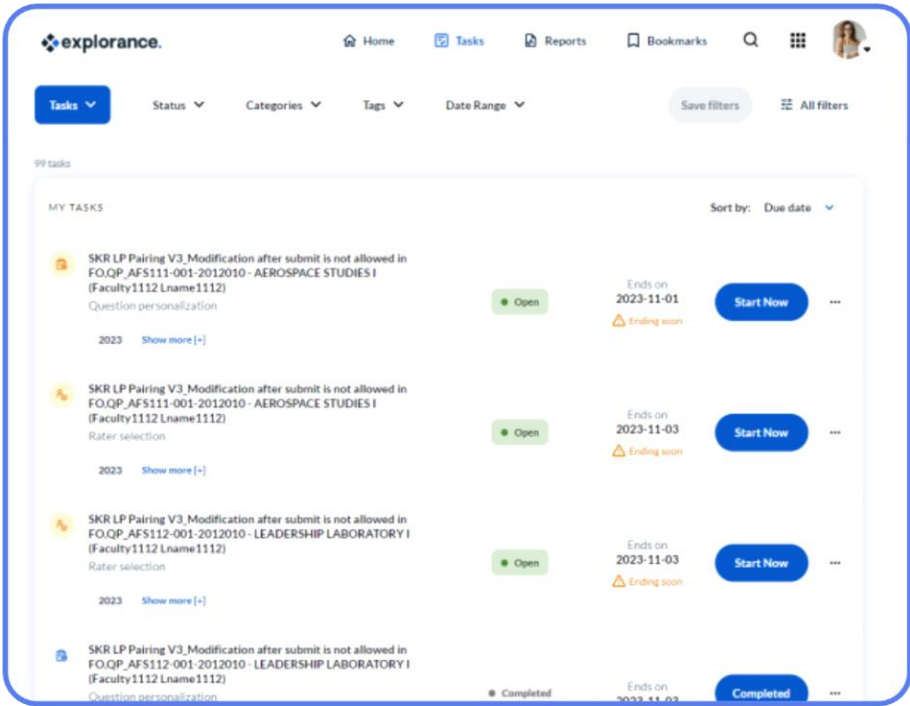 explorance.
Home
Tasks
Reports
Bookmarks
Tasks
Status
Categories
Tags
Date Range
Save filters
All filters
99 tasks
MY TASKS
Sort by: Due date
SKR LP Pairing V3_Modification after submit is not allowed in
FO,QP_AFS111-001-2012010 - AEROSPACE STUDIES I
(Faculty1112 Lname1112)
Question personalization
2023 Show more [+]
Open
Ends on
2023-11-01
Ending soon
Start Now
...
SKR LP Pairing V3_Modification after submit is not allowed in
FO,QP_AFS111-001-2012010 - AEROSPACE STUDIES I
(Faculty1112 Lname1112)
Rater selection
2023 Show more [+]
Open
Ends on
2023-11-03
Ending soon
Start Now
...
SKR LP Pairing V3_Modification after submit is not allowed in
FO,QP_AFS112-001-2012010 - LEADERSHIP LABORATORY I
(Faculty1112 Lname1112)
Rater selection
2023 Show more [+]
Open
Ends on
2023-11-03
Ending soon
Start Now
...
SKR LP Pairing V3_Modification after submit is not allowed in
FO,QP_AFS112-001-2012010 - LEADERSHIP LABORATORY I
(Faculty1112 Lname1112)
Question personalization
Completed
Ends on
2023-11-03
Completed
...